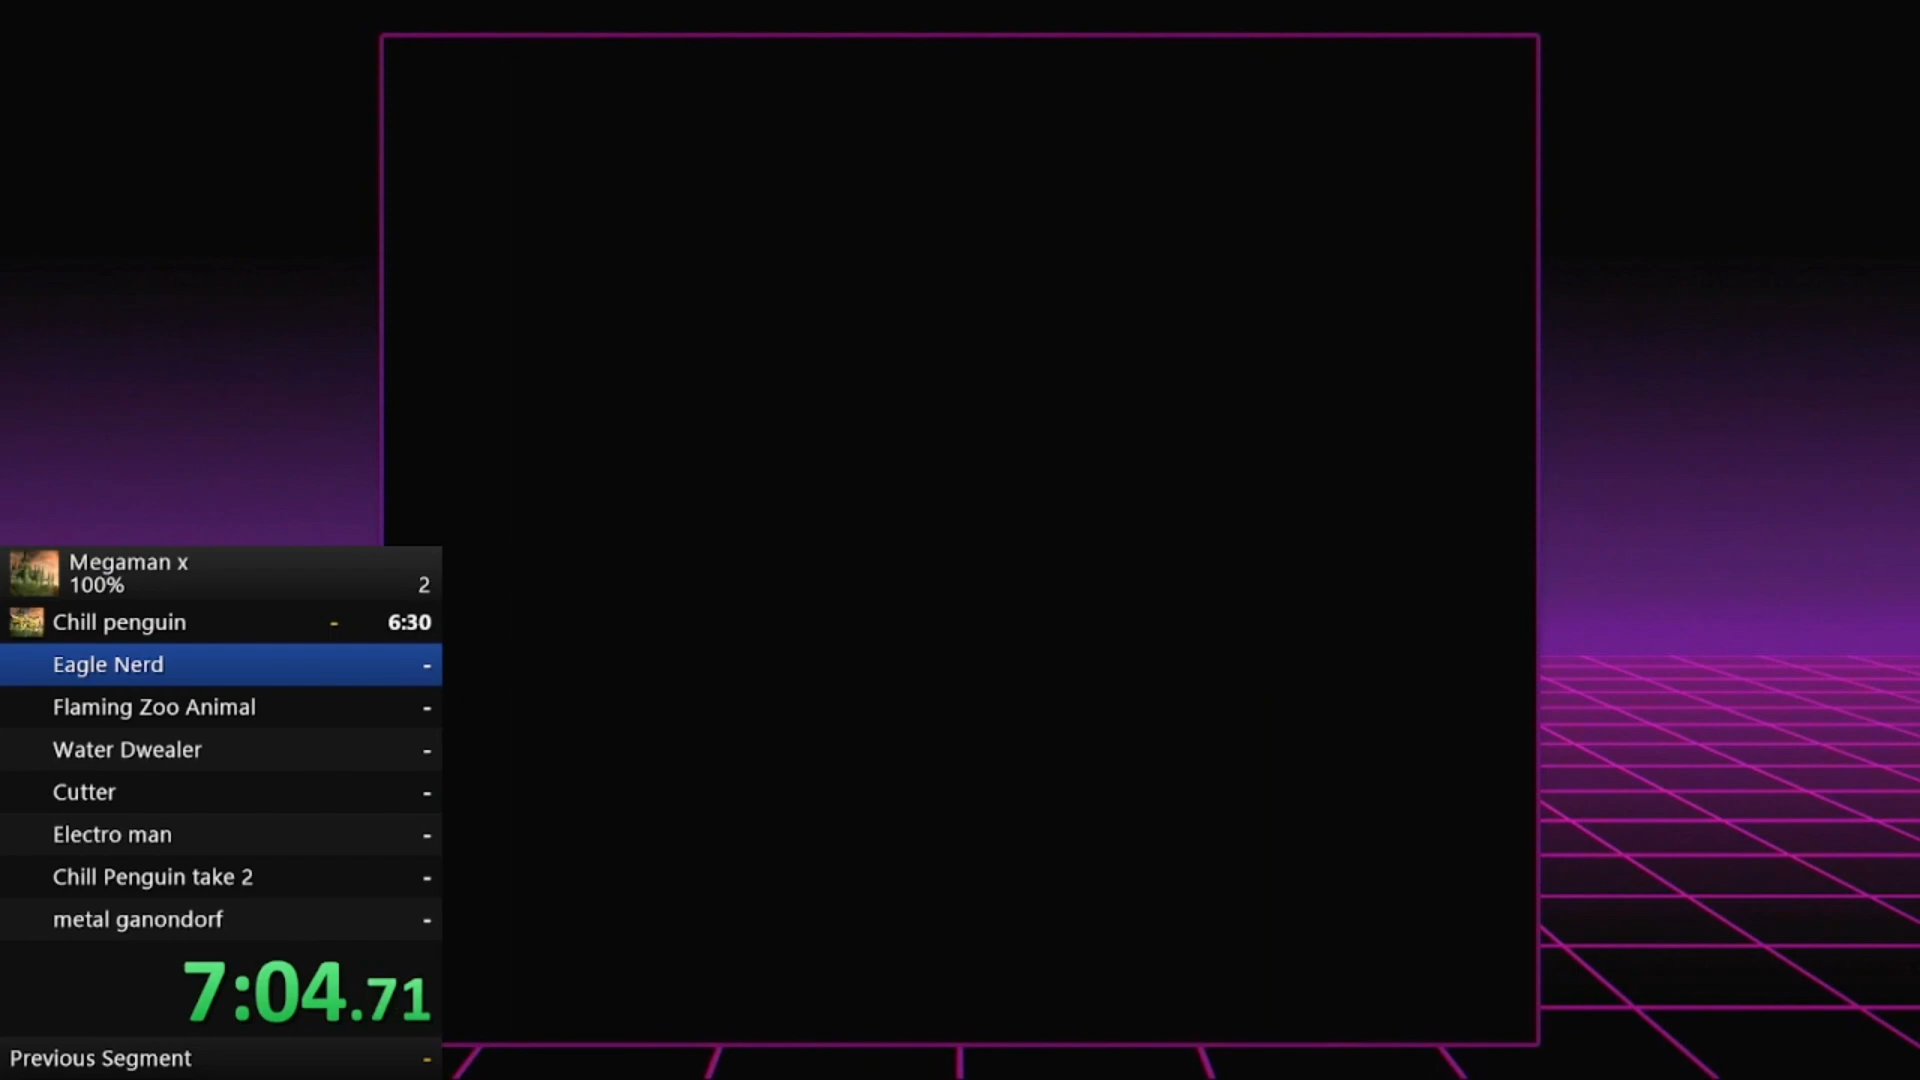 Megaman x
100% 2
Chill penguin - 6:30
Eagle Nerd -
Flaming Zoo Animal -
Water Dwealer -
Cutter -
Electro man -
Chill Penguin take 2 -
metal ganondorf -
7:04.71
Previous Segment -